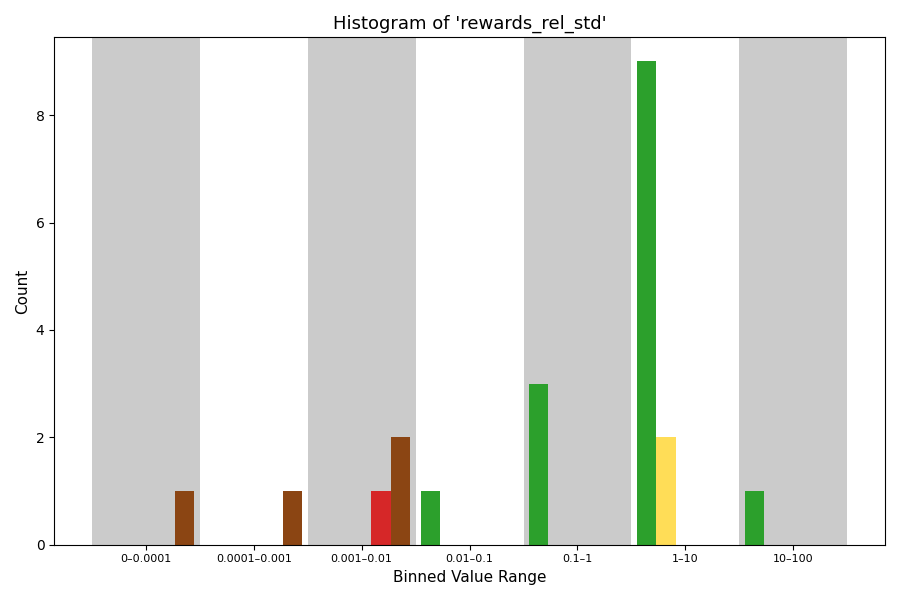 Histogram of 'rewards_rel_std'
Count
8
6
4
2
0
0–0.0001 0.0001–0.001 0.001–0.01 0.01–0.1 0.1–1 1–10 10–100
Binned Value Range